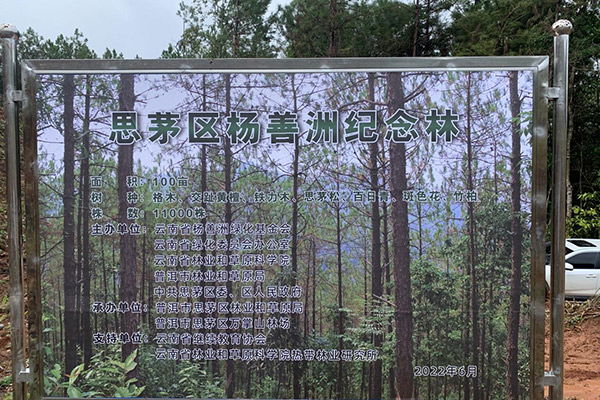 思茅区杨善洲纪念林
面 积：100亩
树 种：格木、交趾黄檀、铁力木、思茅松、百日青、斑色花、竹柏
株 数：11000株
主办单位：云南省杨善洲绿化基金会
云南省绿化委员会办公室
云南省林业和草原科学院
普洱市林业和草原局
中共思茅区委、区人民政府
承办单位：普洱市思茅区林业和草原局
普洱市思茅区万掌山林场
支持单位：云南省继续教育协会
云南省林业和草原科学院热带林业研究所
2022年6月